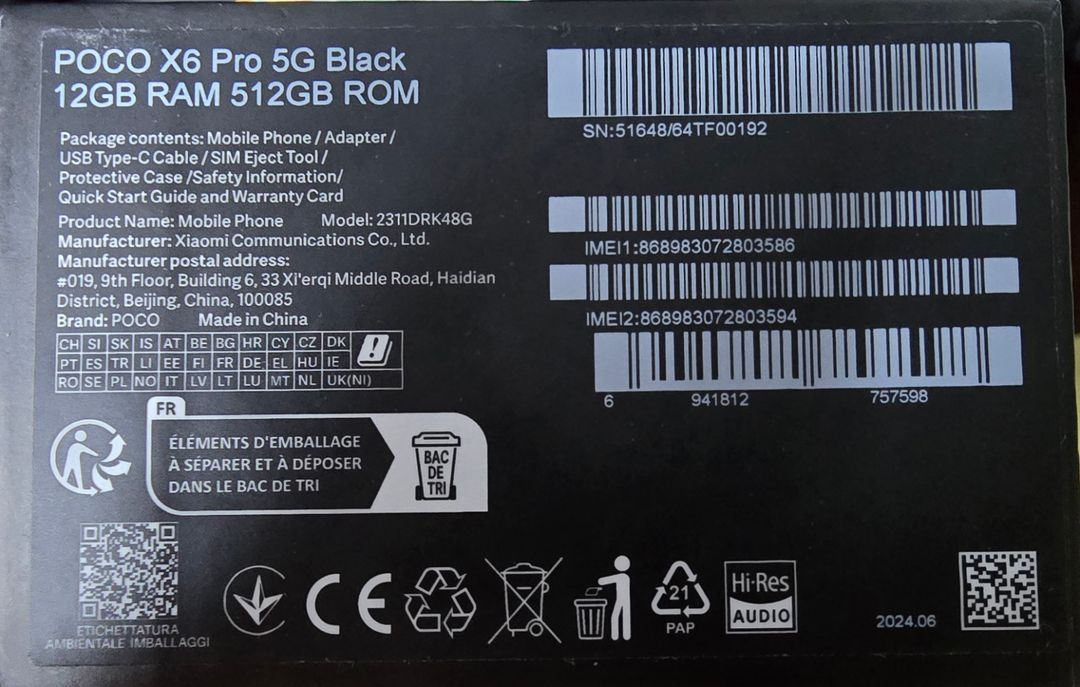 POCO X6 Pro 5G Black
12GB RAM 512GB ROM
Package contents: Mobile Phone / Adapter /
USB Type-C Cable / SIM Eject Tool /
Protective Case /Safety Information/
Quick Start Guide and Warranty Card
Product Name: Mobile Phone Model: 2311DRK48G
Manufacturer: Xiaomi Communications Co., Ltd.
Manufacturer postal address:
#019, 9th Floor, Building 6, 33 Xi'erqi Middle Road, Haidian
District, Beijing, China, 100085
Brand: POCO Made in China
CH SI SK IS AT BE BG HR CY CZ DK
PT ES TR LI EE FI FR DE EL HU IE
RO SE PL NO IT LV LT LU MT NL UK(NI)
SN:51648/64TF00192
IMEI1:868983072803586
IMEI2:868983072803594
6 941812 757598
FR
ÉLÉMENTS D'EMBALLAGE
À SÉPARER ET À DÉPOSER
DANS LE BAC DE TRI
BAC
DE
TRI
ETICHETTATURA
AMBIENTALE IMBALLAGGI
CE
21
PAP
Hi-Res
AUDIO
2024.06